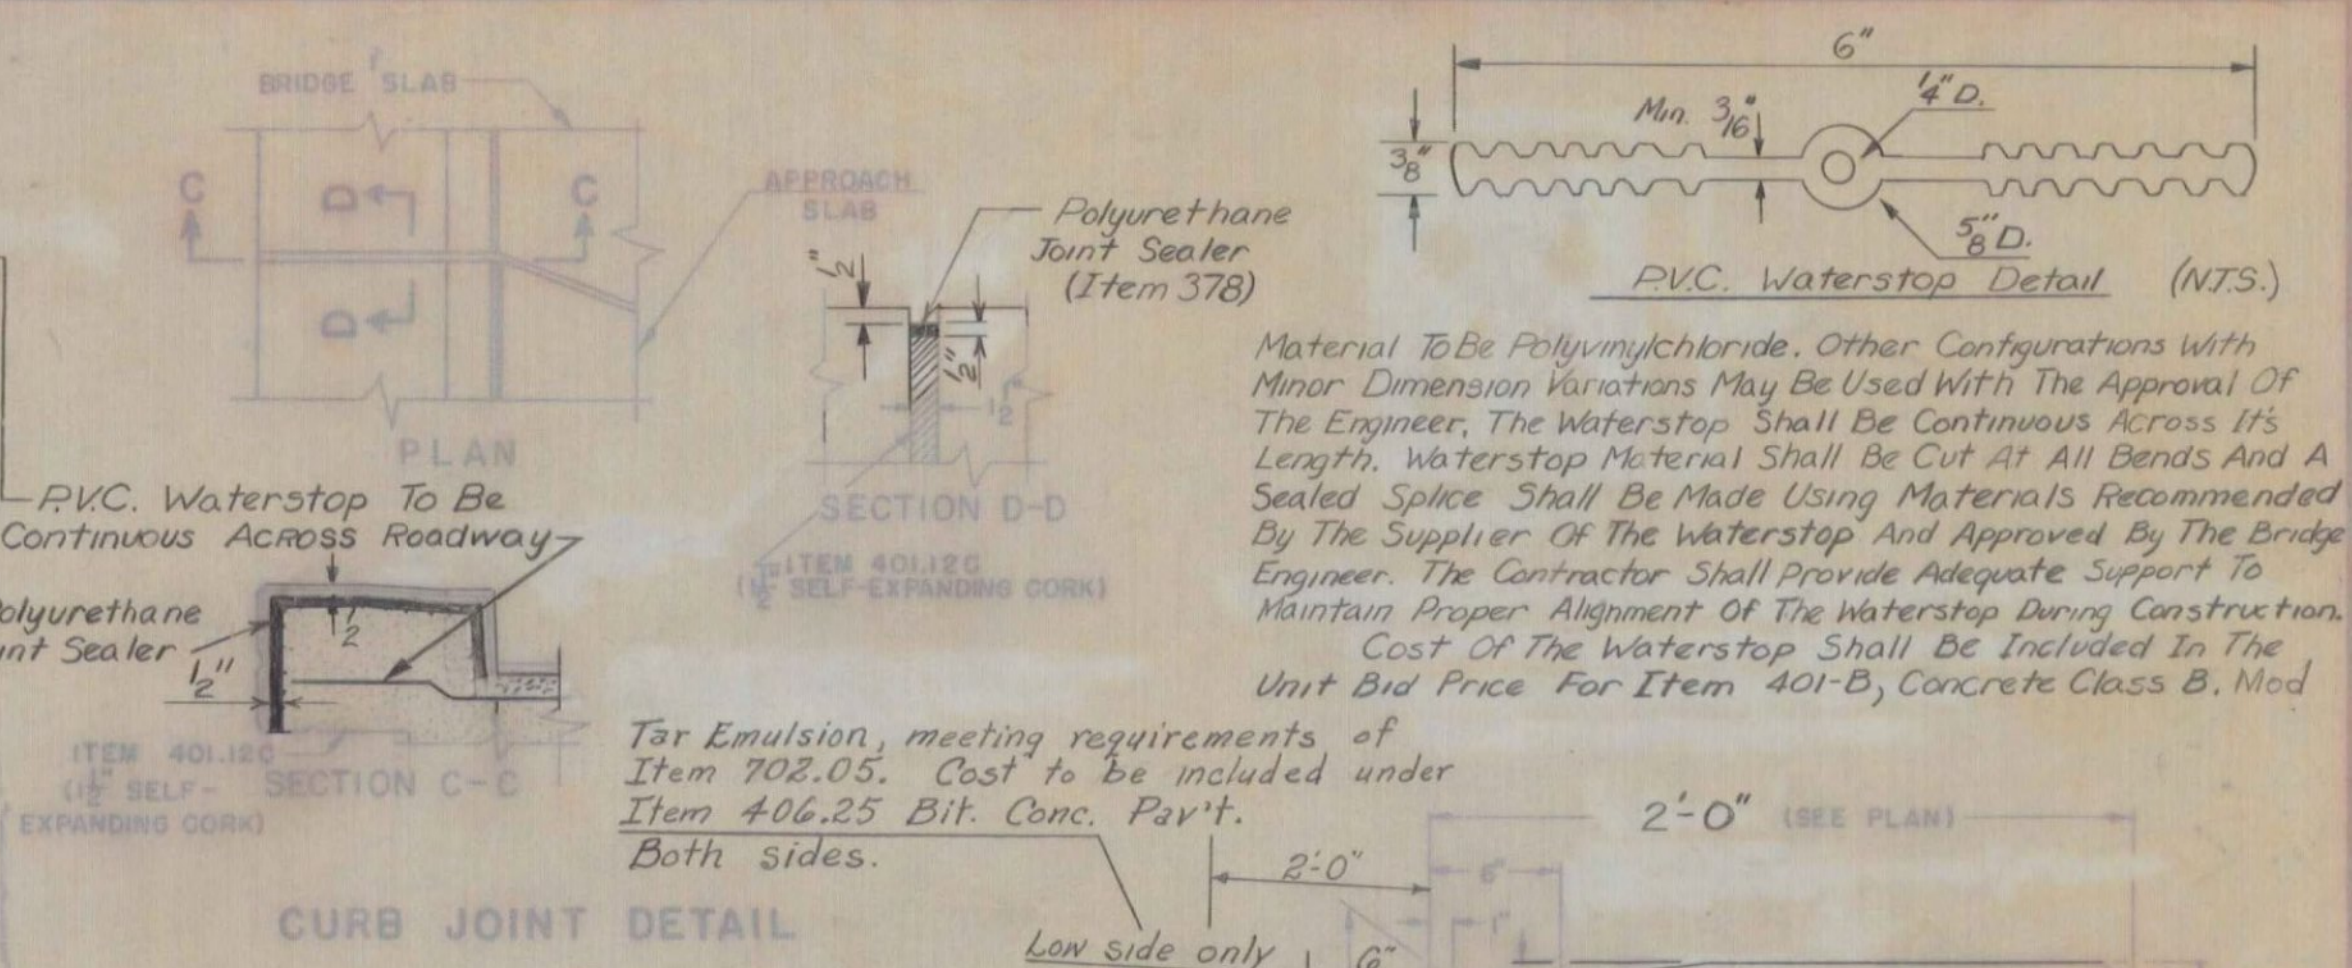 BRIDGE SLAB
C
D
C
D
APPROACH
SLAB
PLAN
Polyurethane
Joint Sealer
(Item 378)
1/2"
1/2"
SECTION D-D
ITEM 401.12C
(1/2" SELF-EXPANDING CORK)
6"
1/4" D.
Min. 3/16"
3/8"
5/8" D.
P.V.C. Waterstop Detail (N.T.S.)
Material To Be Polyvinylchloride. Other Configurations With
Minor Dimension Variations May Be Used With The Approval Of
The Engineer. The Waterstop Shall Be Continuous Across It's
Length. Waterstop Material Shall Be Cut At All Bends And A
Sealed Splice Shall Be Made Using Materials Recommended
By The Supplier Of The Waterstop And Approved By The Bridge
Engineer. The Contractor Shall Provide Adequate Support To
Maintain Proper Alignment Of The Waterstop During Construction.
Cost Of The Waterstop Shall Be Included In The
Unit Bid Price For Item 401-B, Concrete Class B. Mod
P.V.C. Waterstop To Be
Continuous Across Roadway
olyurethane
int Sealer
1/2"
1/2
ITEM 401.12C
SELF-
EXPANDING CORK)
SECTION C-C
CURB JOINT DETAIL
Tar Emulsion, meeting requirements of
Item 702.05. Cost to be included under
Item 406.25 Bit. Conc. Pav't.
Both sides.
2'-0"
2'-0" (SEE PLAN)
6"
1"
Low side only
6"